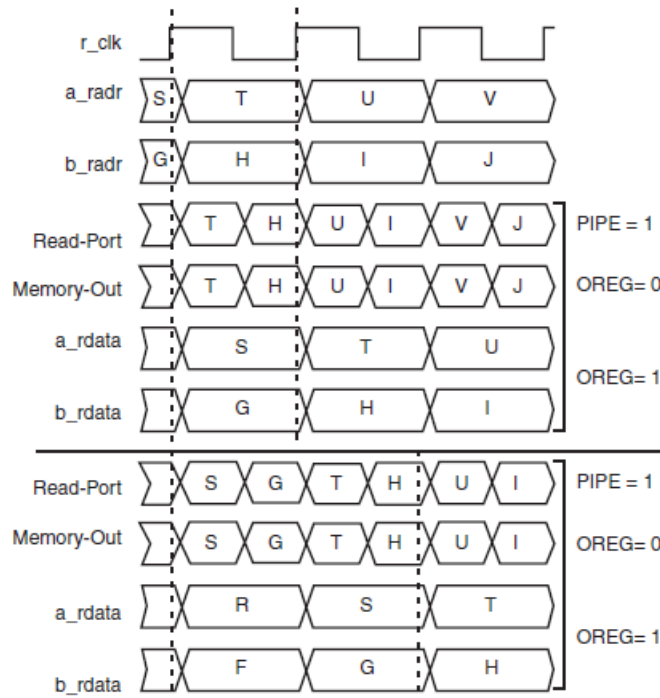 r_clk
a_radr S T U V
b_radr G H I J
Read-Port T H U I V J PIPE = 1
Memory-Out T H U I V J OREG= 0
a_rdata S T U
OREG= 1
b_rdata G H I
Read-Port S G T H U I PIPE = 1
Memory-Out S G T H U I OREG= 0
a_rdata R S T
OREG= 1
b_rdata F G H